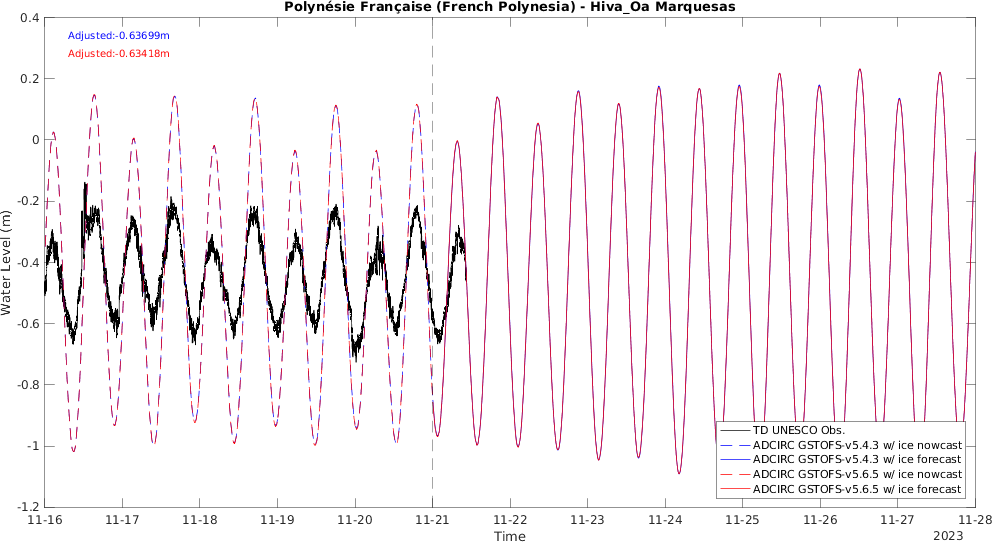 Polynésie Française (French Polynesia) - Hiva_Oa Marquesas
Adjusted:-0.63699m
Adjusted:-0.63418m
0.4
0.2
0
-0.2
-0.4
-0.6
-0.8
-1
-1.2
Water Level (m)
TD UNESCO Obs.
ADCIRC GSTOFS-v5.4.3 w/ ice nowcast
ADCIRC GSTOFS-v5.4.3 w/ ice forecast
ADCIRC GSTOFS-v5.6.5 w/ ice nowcast
ADCIRC GSTOFS-v5.6.5 w/ ice forecast
11-16 11-17 11-18 11-19 11-20 11-21 11-22 11-23 11-24 11-25 11-26 11-27 11-28
Time
2023